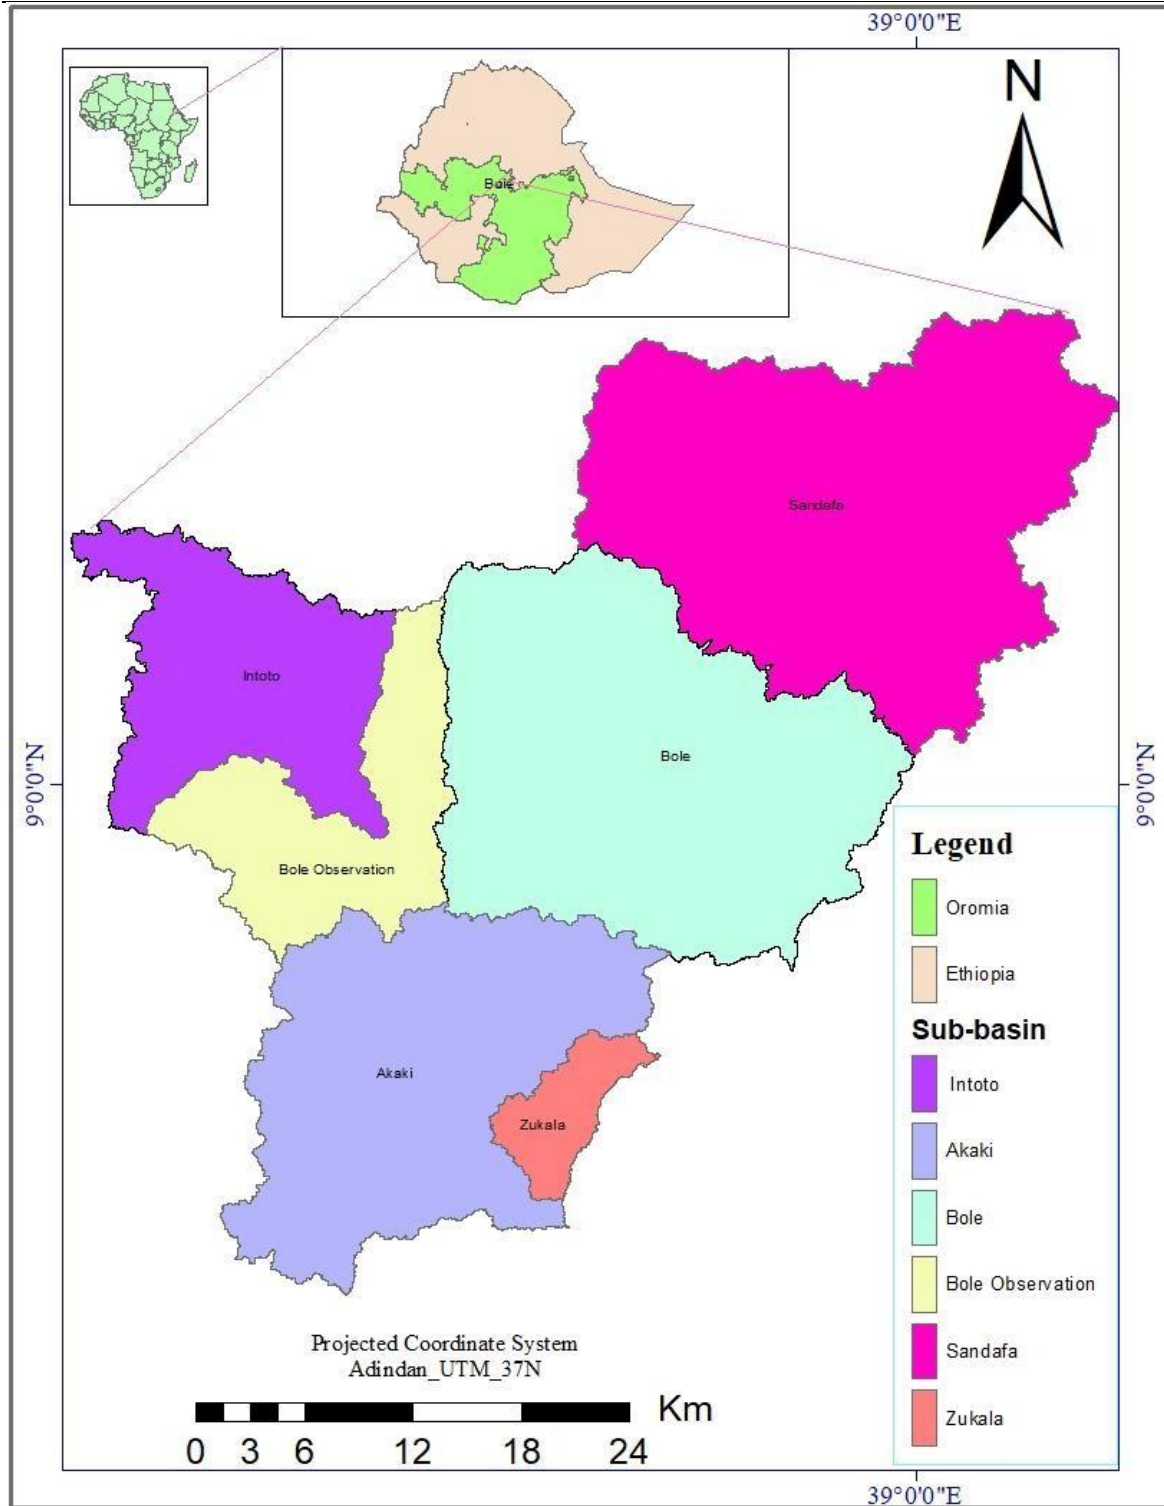 39°0'0"E
N
Bole
Sandafa
Intoto
Bole
9°0'0"N
9°0'0"N
Bole Observation
Akaki
Zukala
Legend
Oromia
Ethiopia
Sub-basin
Intoto
Akaki
Bole
Bole Observation
Sandafa
Zukala
Projected Coordinate System
Adindan_UTM_37N
Km
0 3 6 12 18 24
39°0'0"E